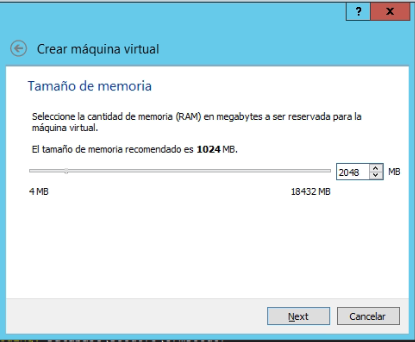 ?
x
Crear máquina virtual
Tamaño de memoria
Seleccione la cantidad de memoria (RAM) en megabytes a ser reservada para la
máquina virtual.
El tamaño de memoria recomendado es 1024 MB.
2048 MB
4 MB 18432 MB
Next Cancelar